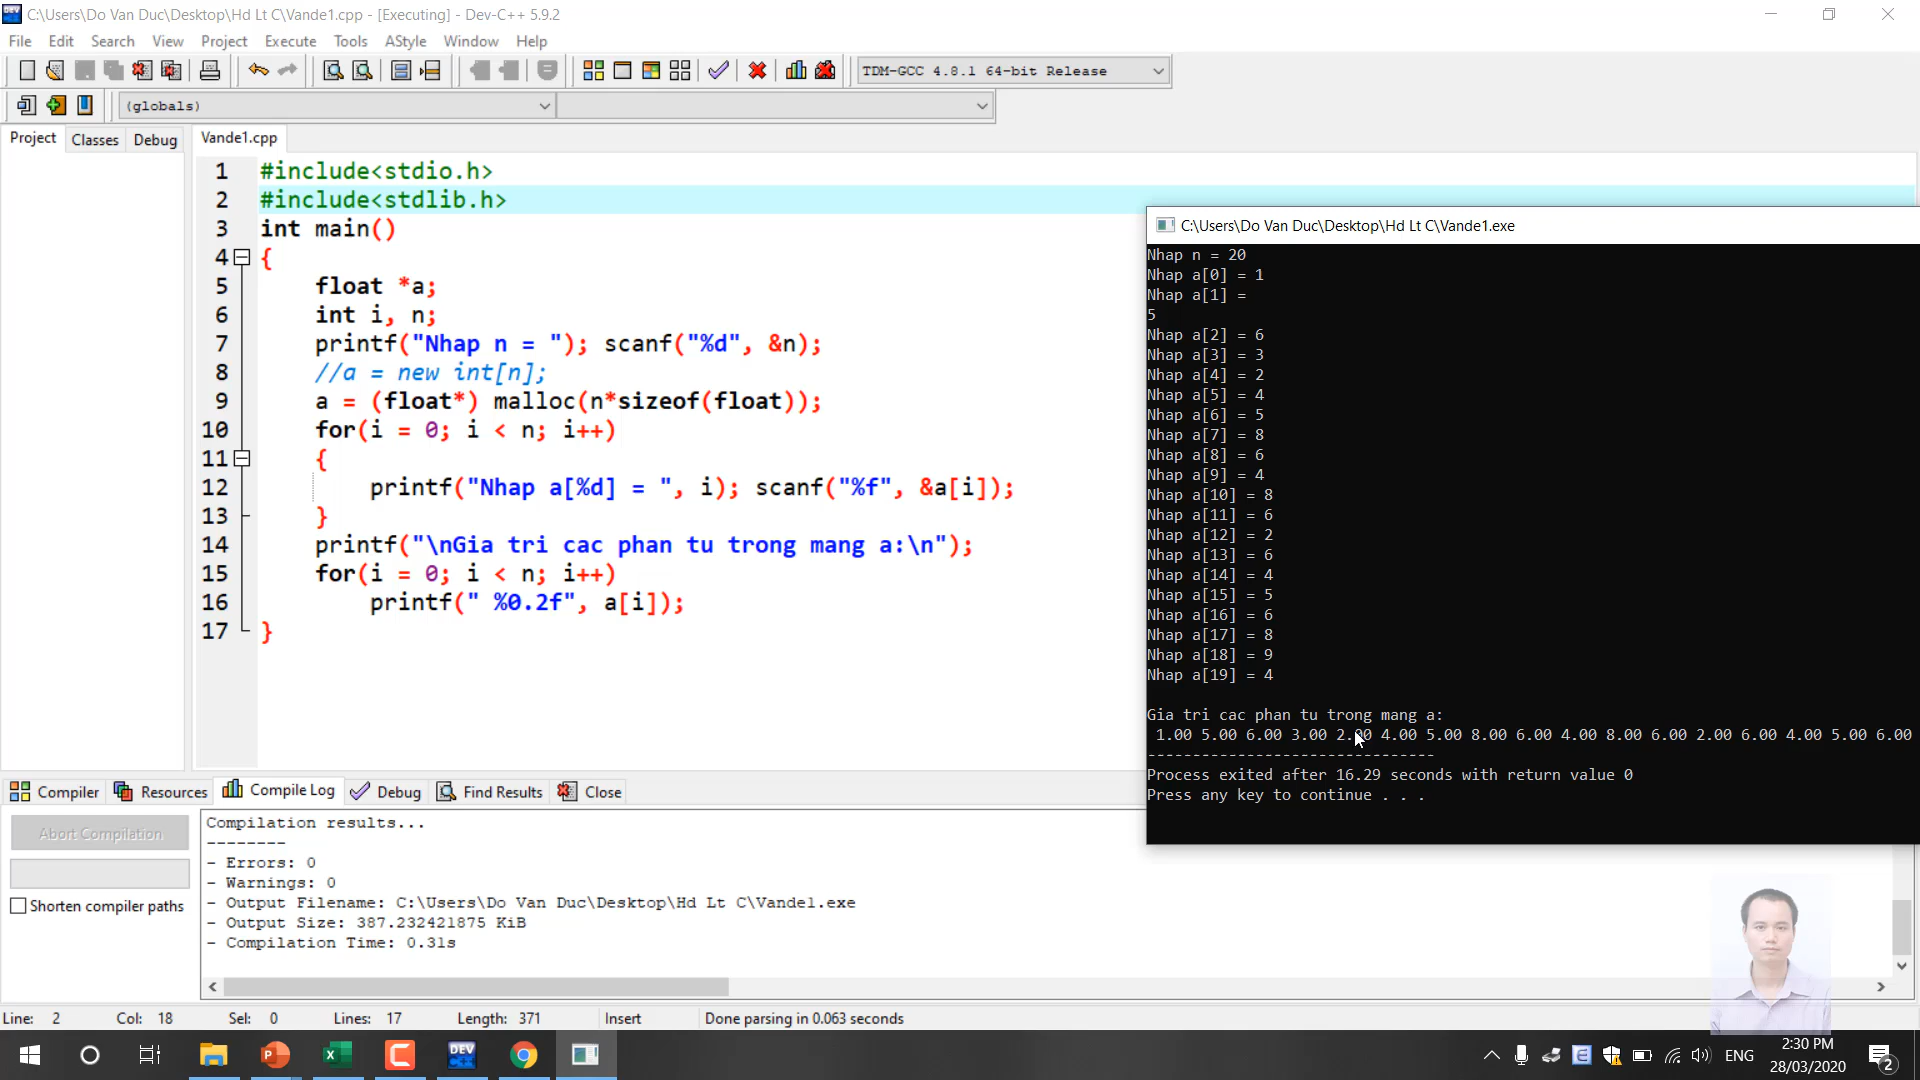 C:\Users\Do Van Duc\Desktop\Hd Lt C\Vande1.cpp - [Executing] - Dev-C++ 5.9.2
File Edit Search View Project Execute Tools AStyle Window Help
TDM-GCC 4.8.1 64-bit Release
(globals)
Project Classes Debug Vande1.cpp
1 #include<stdio.h>
2 #include<stdlib.h>
3 int main()
4 {
5 float *a;
6 int i, n;
7 printf("Nhap n = "); scanf("%d", &n);
8 //a = new int[n];
9 a = (float*) malloc(n*sizeof(float));
10 for(i = 0; i < n; i++)
11 {
12 printf("Nhap a[%d] = ", i); scanf("%f", &a[i]);
13 }
14 printf("\nGia tri cac phan tu trong mang a:\n");
15 for(i = 0; i < n; i++)
16 printf(" %0.2f", a[i]);
17 }
C:\Users\Do Van Duc\Desktop\Hd Lt C\Vande1.exe
Nhap n = 20
Nhap a[0] = 1
Nhap a[1] =
5
Nhap a[2] = 6
Nhap a[3] = 3
Nhap a[4] = 2
Nhap a[5] = 4
Nhap a[6] = 5
Nhap a[7] = 8
Nhap a[8] = 6
Nhap a[9] = 4
Nhap a[10] = 8
Nhap a[11] = 6
Nhap a[12] = 2
Nhap a[13] = 6
Nhap a[14] = 4
Nhap a[15] = 5
Nhap a[16] = 6
Nhap a[17] = 8
Nhap a[18] = 9
Nhap a[19] = 4
Gia tri cac phan tu trong mang a:
1.00 5.00 6.00 3.00 2.00 4.00 5.00 8.00 6.00 4.00 8.00 6.00 2.00 6.00 4.00 5.00 6.00
--------------------------------
Process exited after 16.29 seconds with return value 0
Press any key to continue . . .
Compiler Resources Compile Log Debug Find Results Close
Abort Compilation
Shorten compiler paths
Compilation results...
--------
- Errors: 0
- Warnings: 0
- Output Filename: C:\Users\Do Van Duc\Desktop\Hd Lt C\Vande1.exe
- Output Size: 387.232421875 KiB
- Compilation Time: 0.31s
Line: 2 Col: 18 Sel: 0 Lines: 17 Length: 371 Insert Done parsing in 0.063 seconds
DEV
ENG
2:30 PM
28/03/2020
2